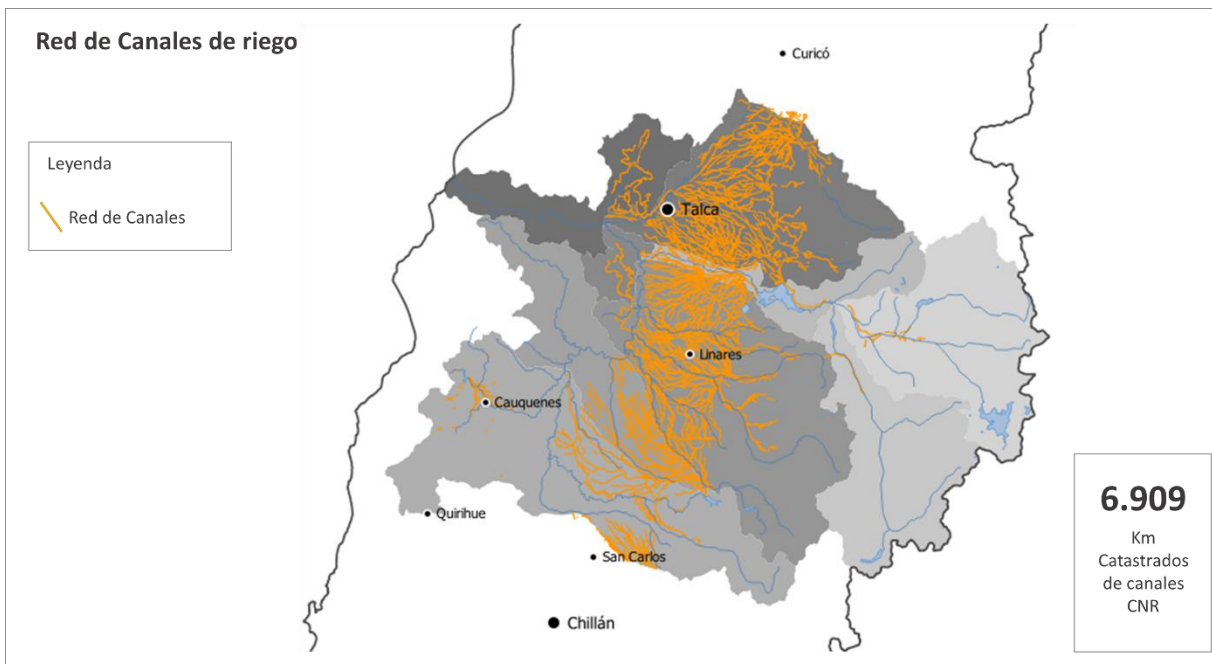 Red de Canales de riego
Leyenda
Red de Canales
Curicó
Talca
Linares
Cauquenes
Quirihue
San Carlos
Chillán
6.909
Km
Catastrados
de canales
CNR